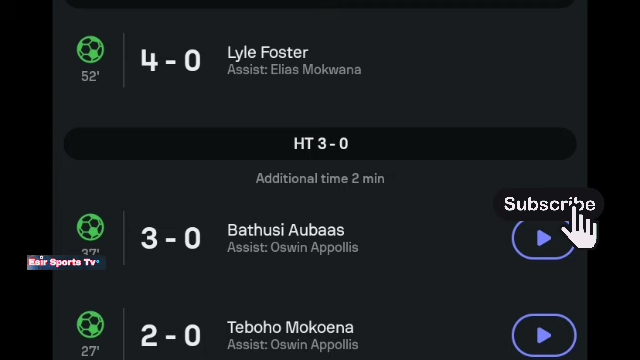 4 - 0
Lyle Foster
Assist: Elias Mokwana
52'
HT 3 - 0
Additional time 2 min
Subscribe
3 - 0
Bathusi Aubaas
Assist: Oswin Appollis
37'
Esir Sports Tv
2 - 0
Teboho Mokoena
Assist: Oswin Appollis
27'